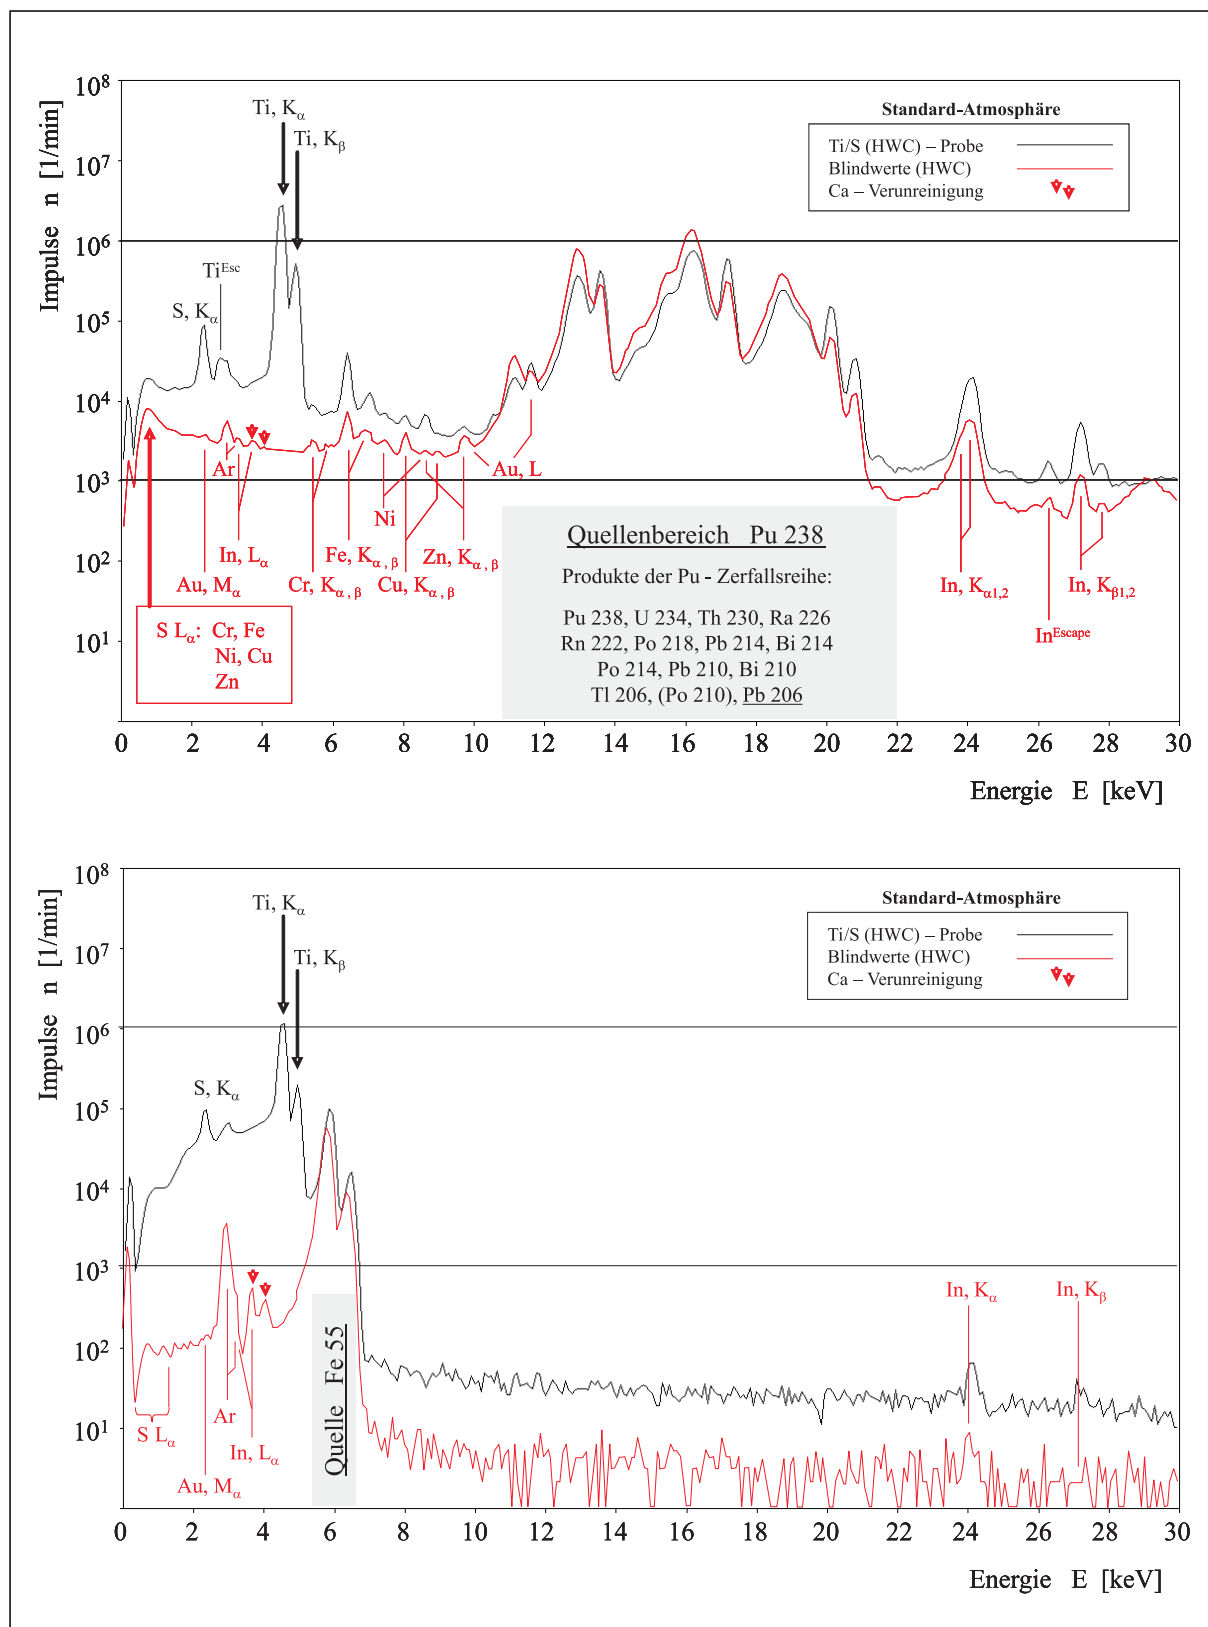 10⁸
10⁷
10⁶
10⁵
10⁴
10³
10²
10¹
Impulse n [1/min]
Ti, Kα
Ti, Kβ
Ti^Esc
S, Kα
Standard-Atmosphäre
Ti/S (HWC) – Probe
Blindwerte (HWC)
Ca – Verunreinigung
Ar
In, Lα
Au, Mα
Cr, Kα,β
Fe, Kα,β
Ni
Cu, Kα,β
Zn, Kα,β
Au, L
In, Kα1,2
In, Kβ1,2
In^Escape
S Lα: Cr, Fe
Ni, Cu
Zn
Quellenbereich Pu 238
Produkte der Pu - Zerfallsreihe:
Pu 238, U 234, Th 230, Ra 226
Rn 222, Po 218, Pb 214, Bi 214
Po 214, Pb 210, Bi 210
Tl 206, (Po 210), Pb 206
0 2 4 6 8 10 12 14 16 18 20 22 24 26 28 30
Energie E [keV]
10⁸
10⁷
10⁶
10⁵
10⁴
10³
10²
10¹
Impulse n [1/min]
Ti, Kα
Ti, Kβ
S, Kα
Standard-Atmosphäre
Ti/S (HWC) – Probe
Blindwerte (HWC)
Ca – Verunreinigung
In, Kα
In, Kβ
Quelle Fe 55
Ar
S Lα
In, Lα
Au, Mα
0 2 4 6 8 10 12 14 16 18 20 22 24 26 28 30
Energie E [keV]